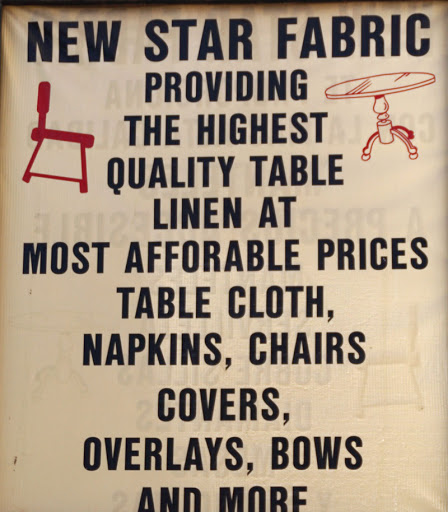 NEW STAR FABRIC
PROVIDING
THE HIGHEST
QUALITY TABLE
LINEN AT
MOST AFFORABLE PRICES
TABLE CLOTH,
NAPKINS, CHAIRS
COVERS,
OVERLAYS, BOWS
AND MORE